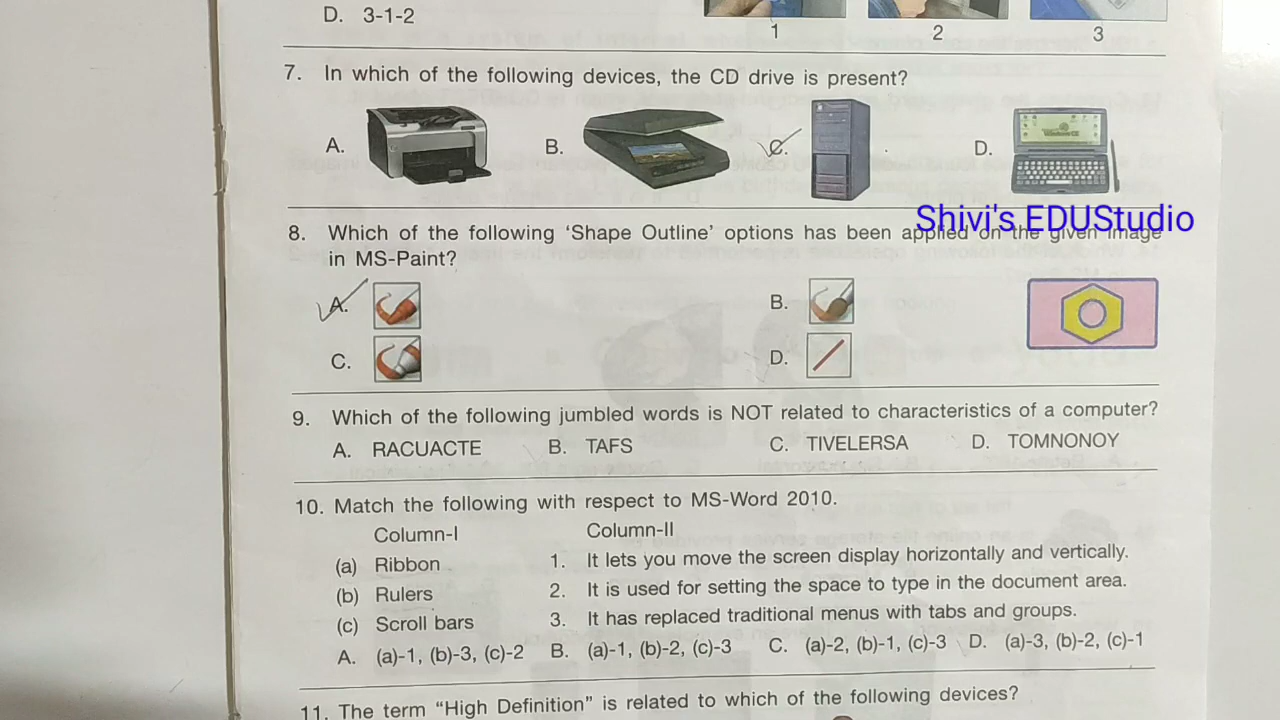 D. 3-1-2
1 2 3
7. In which of the following devices, the CD drive is present?
A. B. C. D.
Shivi's EDUStudio
8. Which of the following 'Shape Outline' options has been applied on the given image
in MS-Paint?
A. B.
C. D.
9. Which of the following jumbled words is NOT related to characteristics of a computer?
A. RACUACTE B. TAFS C. TIVELERSA D. TOMNONOY
10. Match the following with respect to MS-Word 2010.
Column-I Column-II
(a) Ribbon 1. It lets you move the screen display horizontally and vertically.
(b) Rulers 2. It is used for setting the space to type in the document area.
(c) Scroll bars 3. It has replaced traditional menus with tabs and groups.
A. (a)-1, (b)-3, (c)-2 B. (a)-1, (b)-2, (c)-3 C. (a)-2, (b)-1, (c)-3 D. (a)-3, (b)-2, (c)-1
11. The term "High Definition" is related to which of the following devices?